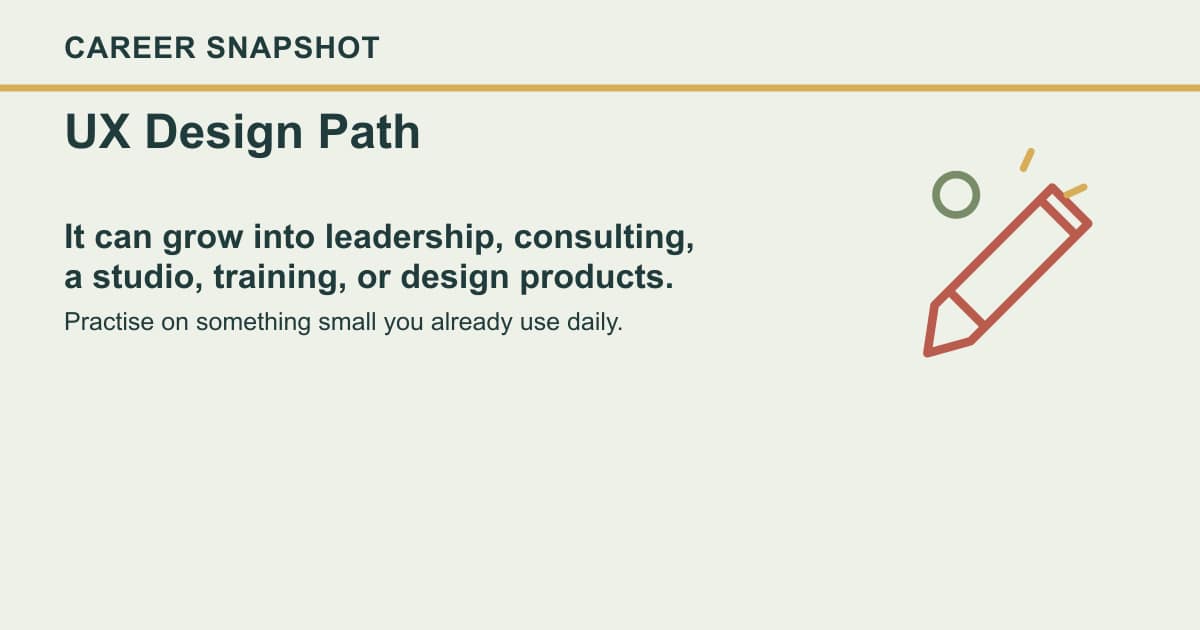 CAREER SNAPSHOT
UX Design Path
It can grow into leadership, consulting,
a studio, training, or design products.
Practise on something small you already use daily.